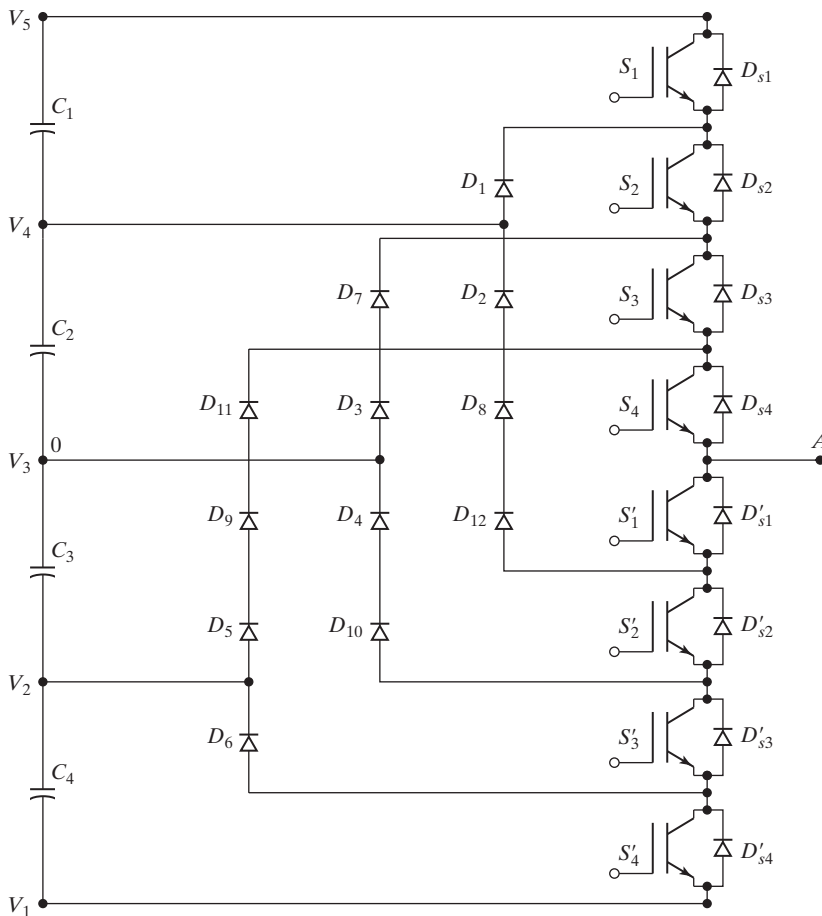 V₅
S₁
Dₛ₁
C₁
D₁
S₂
Dₛ₂
V₄
D₇
D₂
S₃
Dₛ₃
C₂
D₁₁
D₃
D₈
S₄
Dₛ₄
0
A
V₃
D₉
D₄
D₁₂
S′₁
D′ₛ₁
C₃
D₅
D₁₀
S′₂
D′ₛ₂
V₂
D₆
S′₃
D′ₛ₃
C₄
S′₄
D′ₛ₄
V₁